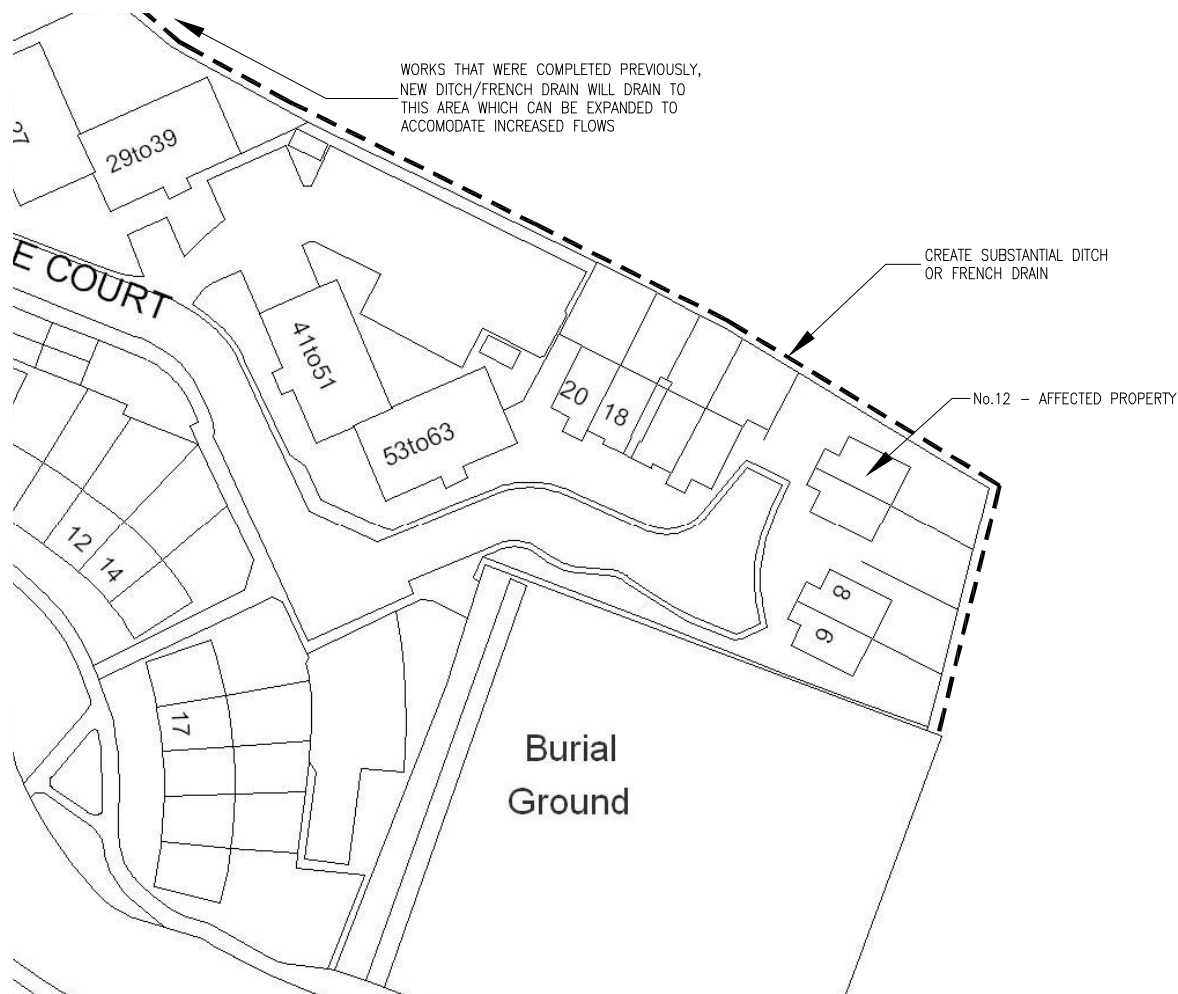 WORKS THAT WERE COMPLETED PREVIOUSLY,
NEW DITCH/FRENCH DRAIN WILL DRAIN TO
THIS AREA WHICH CAN BE EXPANDED TO
ACCOMODATE INCREASED FLOWS
27
29to39
E COURT
CREATE SUBSTANTIAL DITCH
OR FRENCH DRAIN
41to51
20
18
No.12 – AFFECTED PROPERTY
53to63
12
14
8
6
17
Burial
Ground